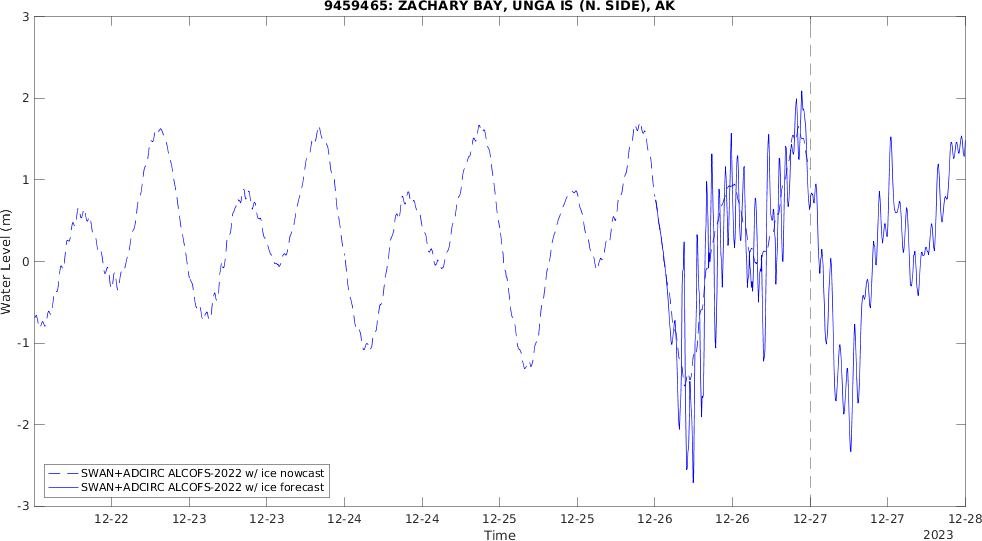 9459465: ZACHARY BAY, UNGA IS (N. SIDE), AK
3
2
1
0
-1
-2
-3
Water Level (m)
SWAN+ADCIRC ALCOFS-2022 w/ ice nowcast
SWAN+ADCIRC ALCOFS-2022 w/ ice forecast
12-22 12-23 12-23 12-24 12-24 12-25 12-25 12-26 12-26 12-27 12-27 12-28
Time
2023